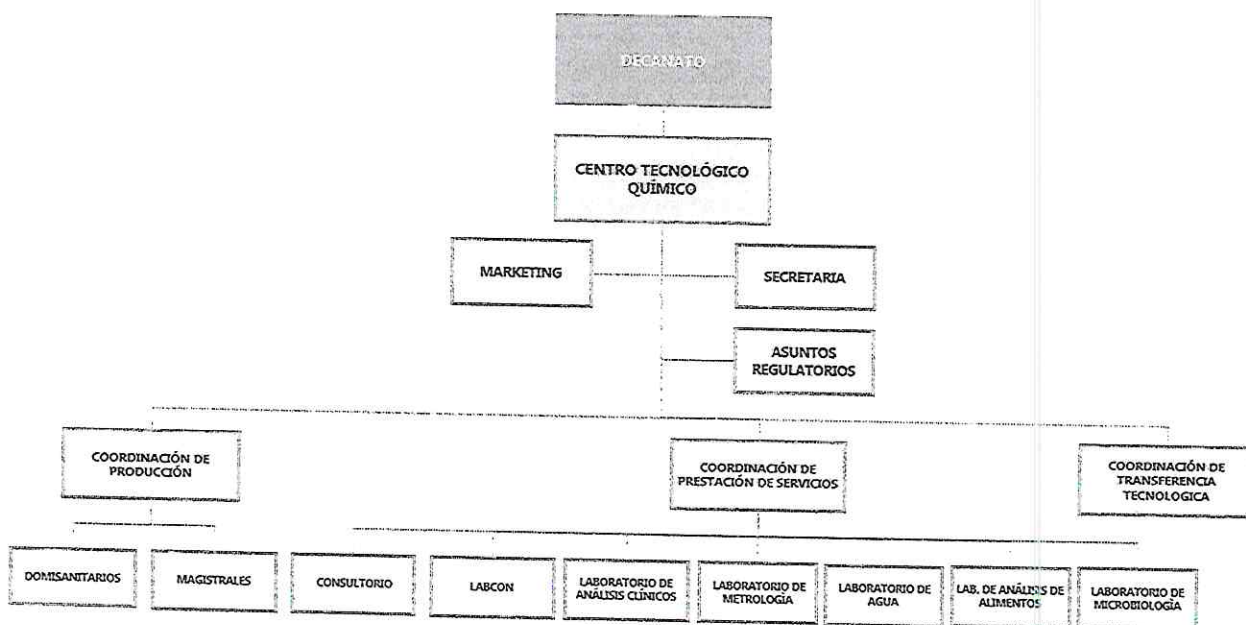 DECANATO
CENTRO TECNOLÓGICO
QUÍMICO
MARKETING
SECRETARIA
ASUNTOS
REGULATORIOS
COORDINACIÓN DE
PRODUCCIÓN
COORDINACIÓN DE
PRESTACIÓN DE SERVICIOS
COORDINACIÓN DE
TRANSFERENCIA
TECNOLOGICA
DOMISANITARIOS
MAGISTRALES
CONSULTORIO
LABCON
LABORATORIO DE
ANÁLISIS CLÍNICOS
LABORATORIO DE
METROLOGÍA
LABORATORIO DE
AGUA
LAB. DE ANÁLISIS DE
ALIMENTOS
LABORATORIO DE
MICROBIOLOGÍA